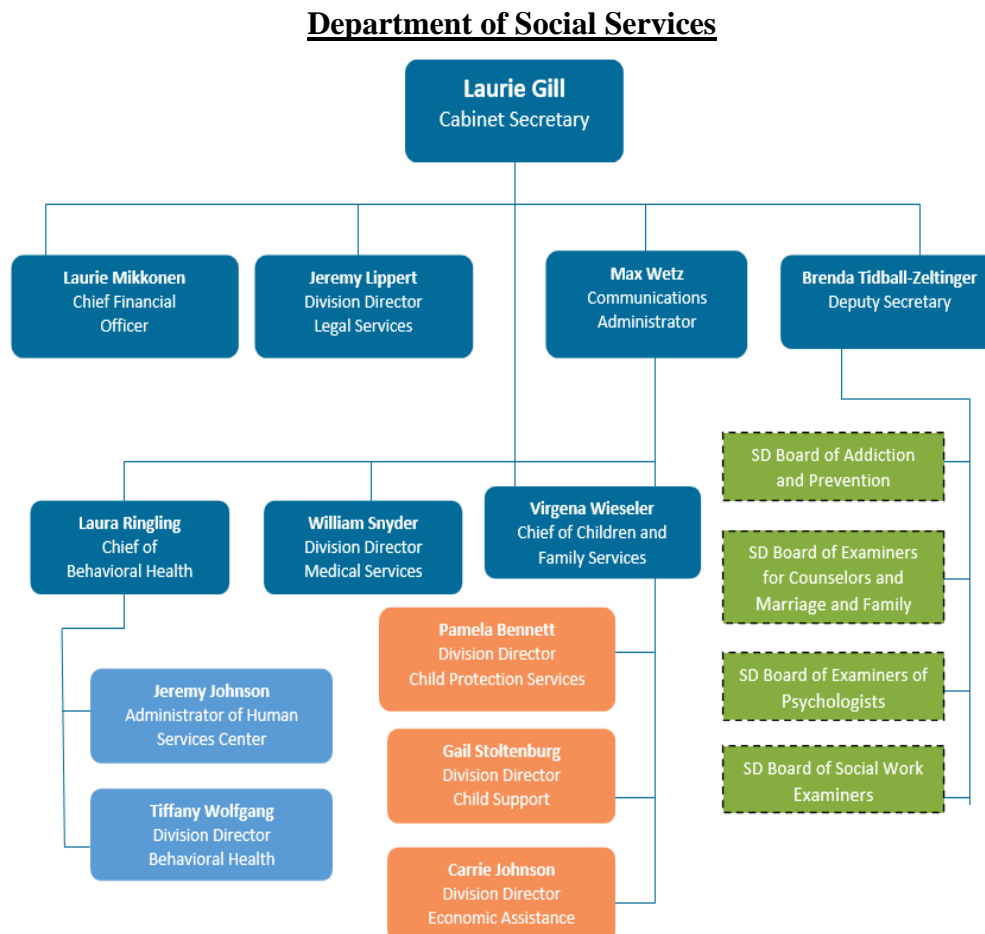 Department of Social Services
Laurie Gill
Cabinet Secretary
Laurie Mikkonen
Chief Financial
Officer
Jeremy Lippert
Division Director
Legal Services
Max Wetz
Communications
Administrator
Brenda Tidball-Zeltinger
Deputy Secretary
Laura Ringling
Chief of
Behavioral Health
William Snyder
Division Director
Medical Services
Virgena Wieseler
Chief of Children and
Family Services
SD Board of Addiction
and Prevention
SD Board of Examiners
for Counselors and
Marriage and Family
SD Board of Examiners of
Psychologists
SD Board of Social Work
Examiners
Jeremy Johnson
Administrator of Human
Services Center
Tiffany Wolfgang
Division Director
Behavioral Health
Pamela Bennett
Division Director
Child Protection Services
Gail Stoltenburg
Division Director
Child Support
Carrie Johnson
Division Director
Economic Assistance